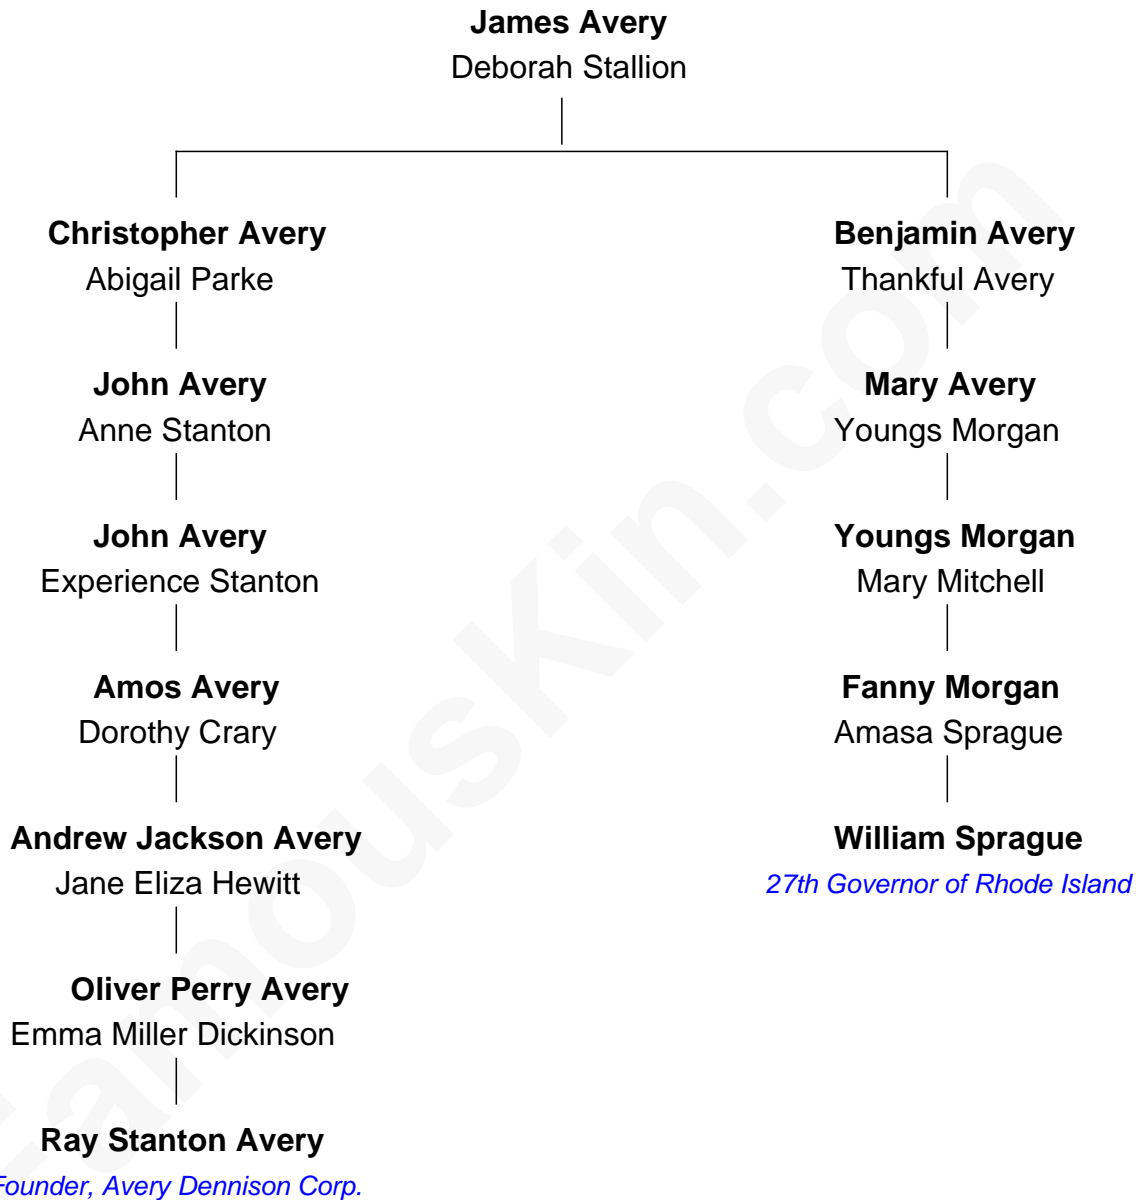 James Avery
Deborah Stallion
Christopher Avery
Abigail Parke
Benjamin Avery
Thankful Avery
John Avery
Anne Stanton
Mary Avery
Youngs Morgan
John Avery
Experience Stanton
Youngs Morgan
Mary Mitchell
Amos Avery
Dorothy Crary
Fanny Morgan
Amasa Sprague
Andrew Jackson Avery
Jane Eliza Hewitt
William Sprague
27th Governor of Rhode Island
Oliver Perry Avery
Emma Miller Dickinson
Ray Stanton Avery
Founder, Avery Dennison Corp.
FamousKin.com